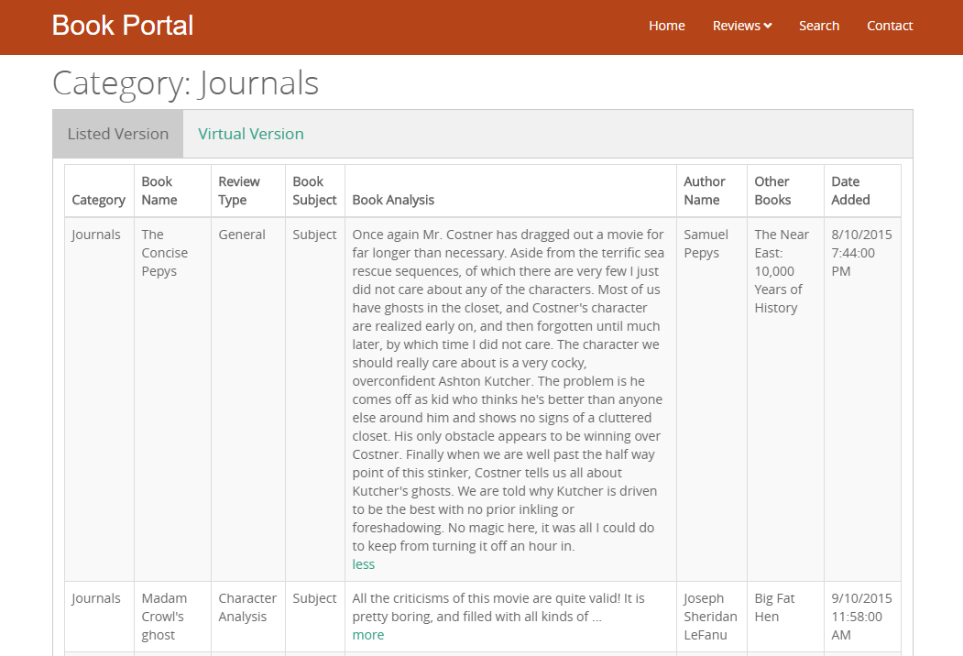 Book Portal
Home Reviews Search Contact
Category: Journals
Listed Version Virtual Version
Category Book Name Review Type Book Subject Book Analysis Author Name Other Books Date Added
Journals
The
Concise
Pepys
General
Subject
Once again Mr. Costner has dragged out a movie for
far longer than necessary. Aside from the terrific sea
rescue sequences, of which there are very few I just
did not care about any of the characters. Most of us
have ghosts in the closet, and Costner's character
are realized early on, and then forgotten until much
later, by which time I did not care. The character we
should really care about is a very cocky,
overconfident Ashton Kutcher. The problem is he
comes off as kid who thinks he's better than anyone
else around him and shows no signs of a cluttered
closet. His only obstacle appears to be winning over
Costner. Finally when we are well past the half way
point of this stinker, Costner tells us all about
Kutcher's ghosts. We are told why Kutcher is driven
to be the best with no prior inkling or
foreshadowing. No magic here, it was all I could do
to keep from turning it off an hour in.
less
Samuel
Pepys
The Near
East:
10,000
Years of
History
8/10/2015
7:44:00
PM
Journals
Madam
Crowl's
ghost
Character
Analysis
Subject
All the criticisms of this movie are quite valid! It is
pretty boring, and filled with all kinds of ...
more
Joseph
Sheridan
LeFanu
Big Fat
Hen
9/10/2015
11:58:00
AM